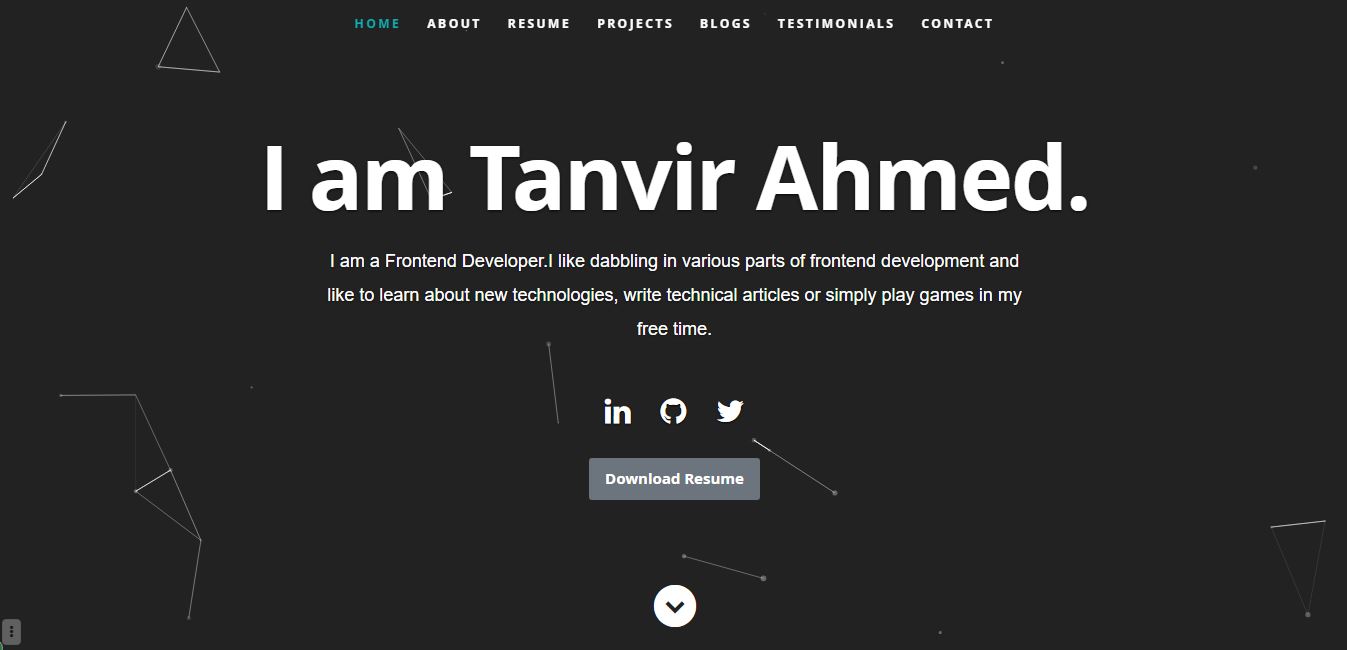 HOME ABOUT RESUME PROJECTS BLOGS TESTIMONIALS CONTACT
I am Tanvir Ahmed.
I am a Frontend Developer.I like dabbling in various parts of frontend development and
like to learn about new technologies, write technical articles or simply play games in my
free time.
in
Download Resume